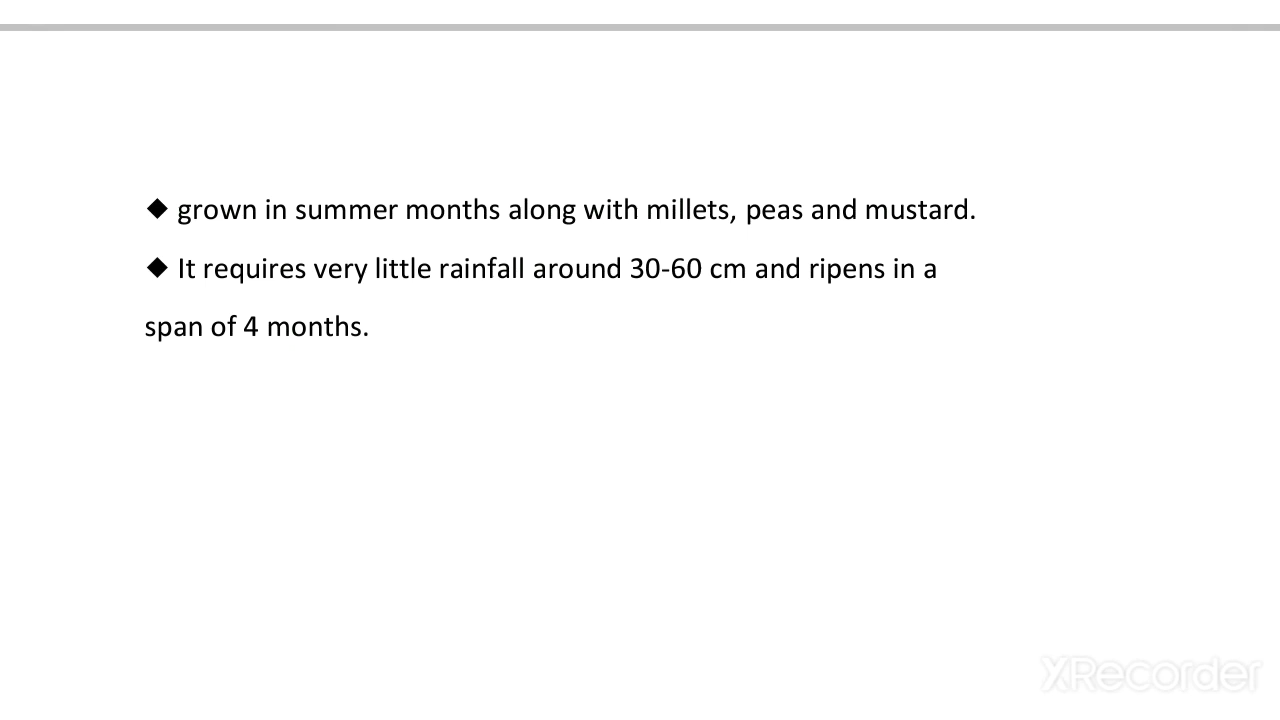 ◆ grown in summer months along with millets, peas and mustard.
◆ It requires very little rainfall around 30-60 cm and ripens in a
span of 4 months.
XRecorder